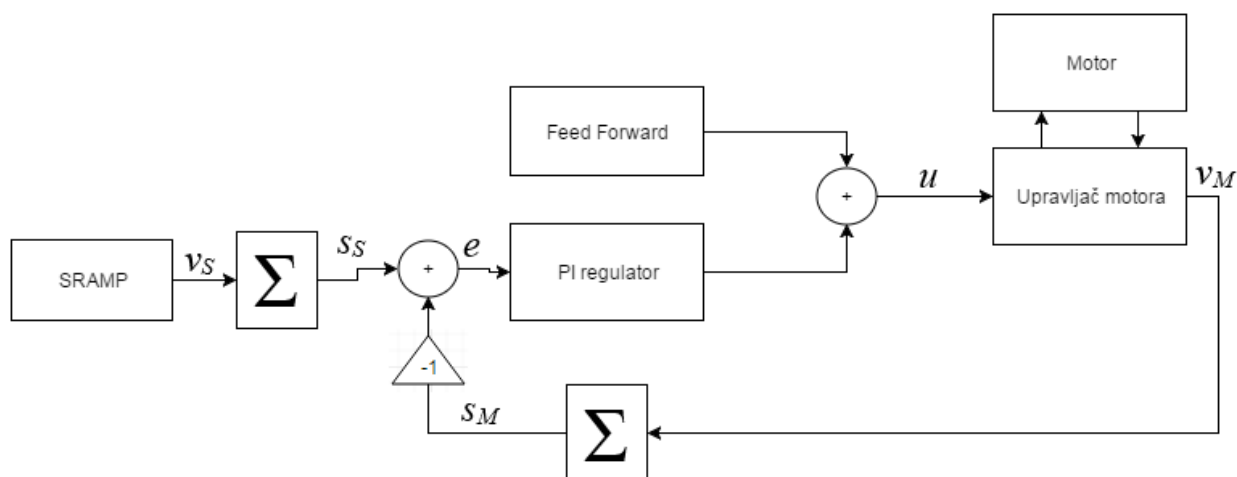 Motor
Feed Forward
+
u
Upravljač motora
v_M
SRAMP
v_S
Σ
s_S
+
e
PI regulator
-1
s_M
Σ